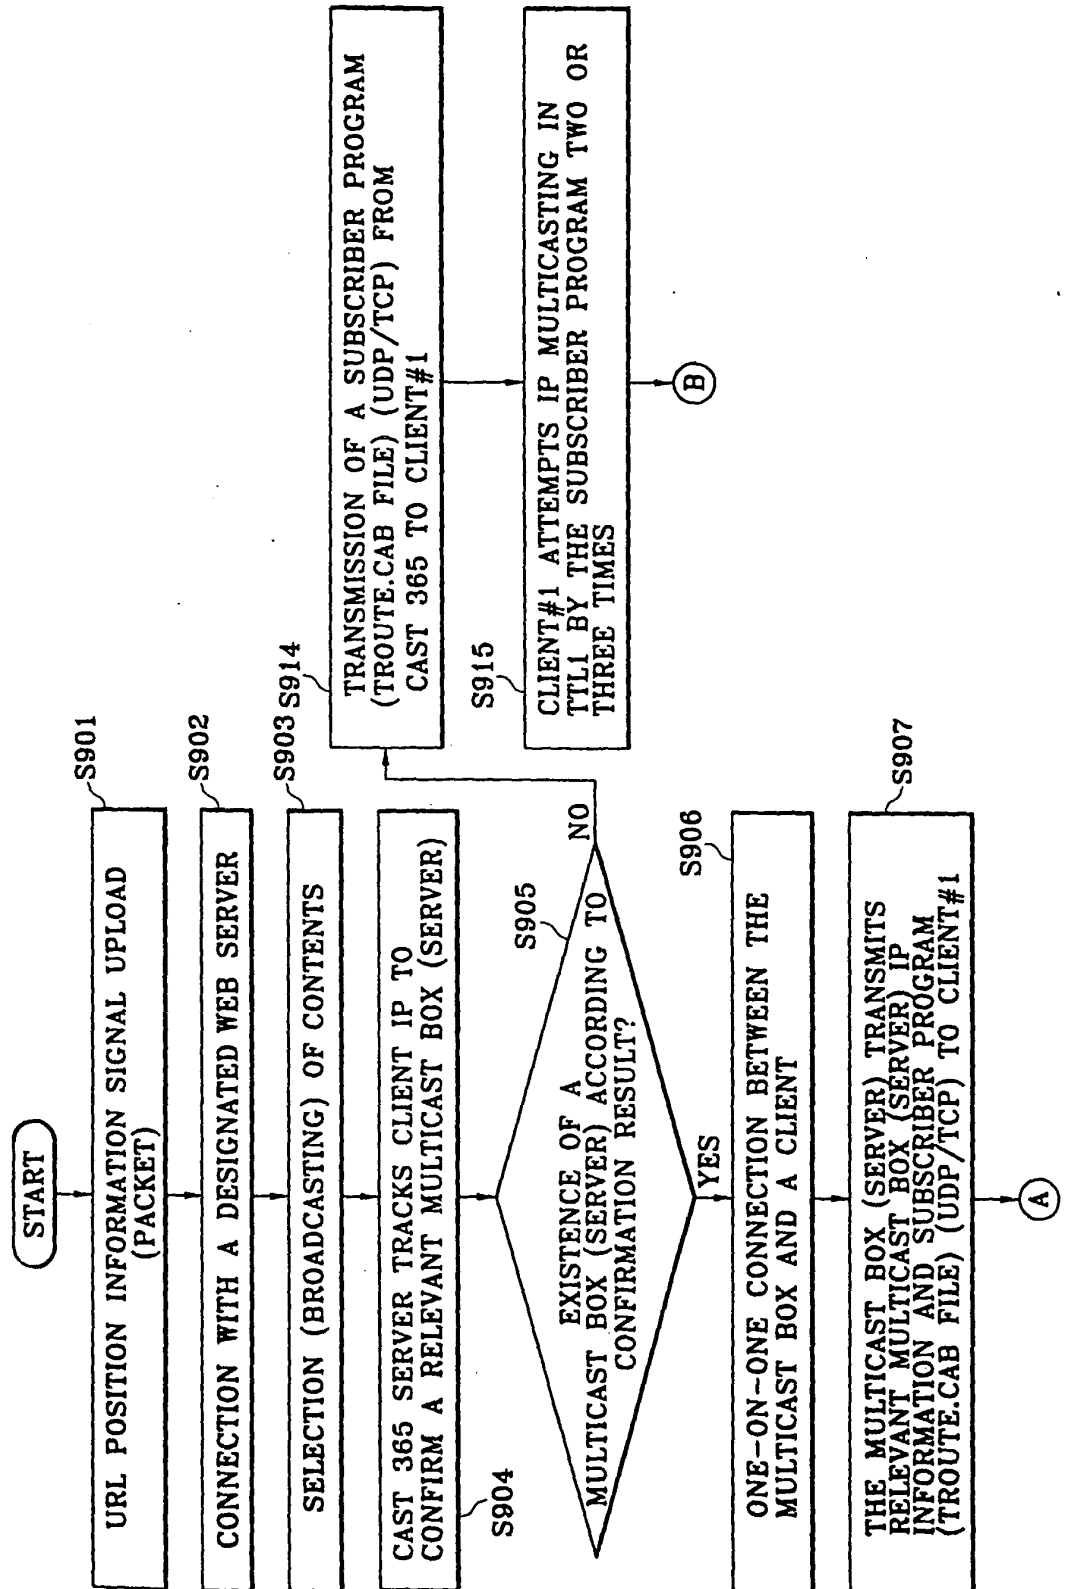 START
URL POSITION INFORMATION SIGNAL UPLOAD
(PACKET)
S901
CONNECTION WITH A DESIGNATED WEB SERVER
S902
SELECTION (BROADCASTING) OF CONTENTS
S903
CAST 365 SERVER TRACKS CLIENT IP TO
CONFIRM A RELEVANT MULTICAST BOX (SERVER)
S904
EXISTENCE OF A
MULTICAST BOX (SERVER) ACCORDING TO
CONFIRMATION RESULT?
S905
NO
YES
ONE-ON-ONE CONNECTION BETWEEN THE
MULTICAST BOX AND A CLIENT
S906
THE MULTICAST BOX (SERVER) TRANSMITS
RELEVANT MULTICAST BOX (SERVER) IP
INFORMATION AND SUBSCRIBER PROGRAM
(TROUTE.CAB FILE) (UDP/TCP) TO CLIENT#1
S907
A
TRANSMISSION OF A SUBSCRIBER PROGRAM
(TROUTE.CAB FILE) (UDP/TCP) FROM
CAST 365 TO CLIENT#1
S914
CLIENT#1 ATTEMPTS IP MULTICASTING IN
TTL1 BY THE SUBSCRIBER PROGRAM TWO OR
THREE TIMES
S915
B